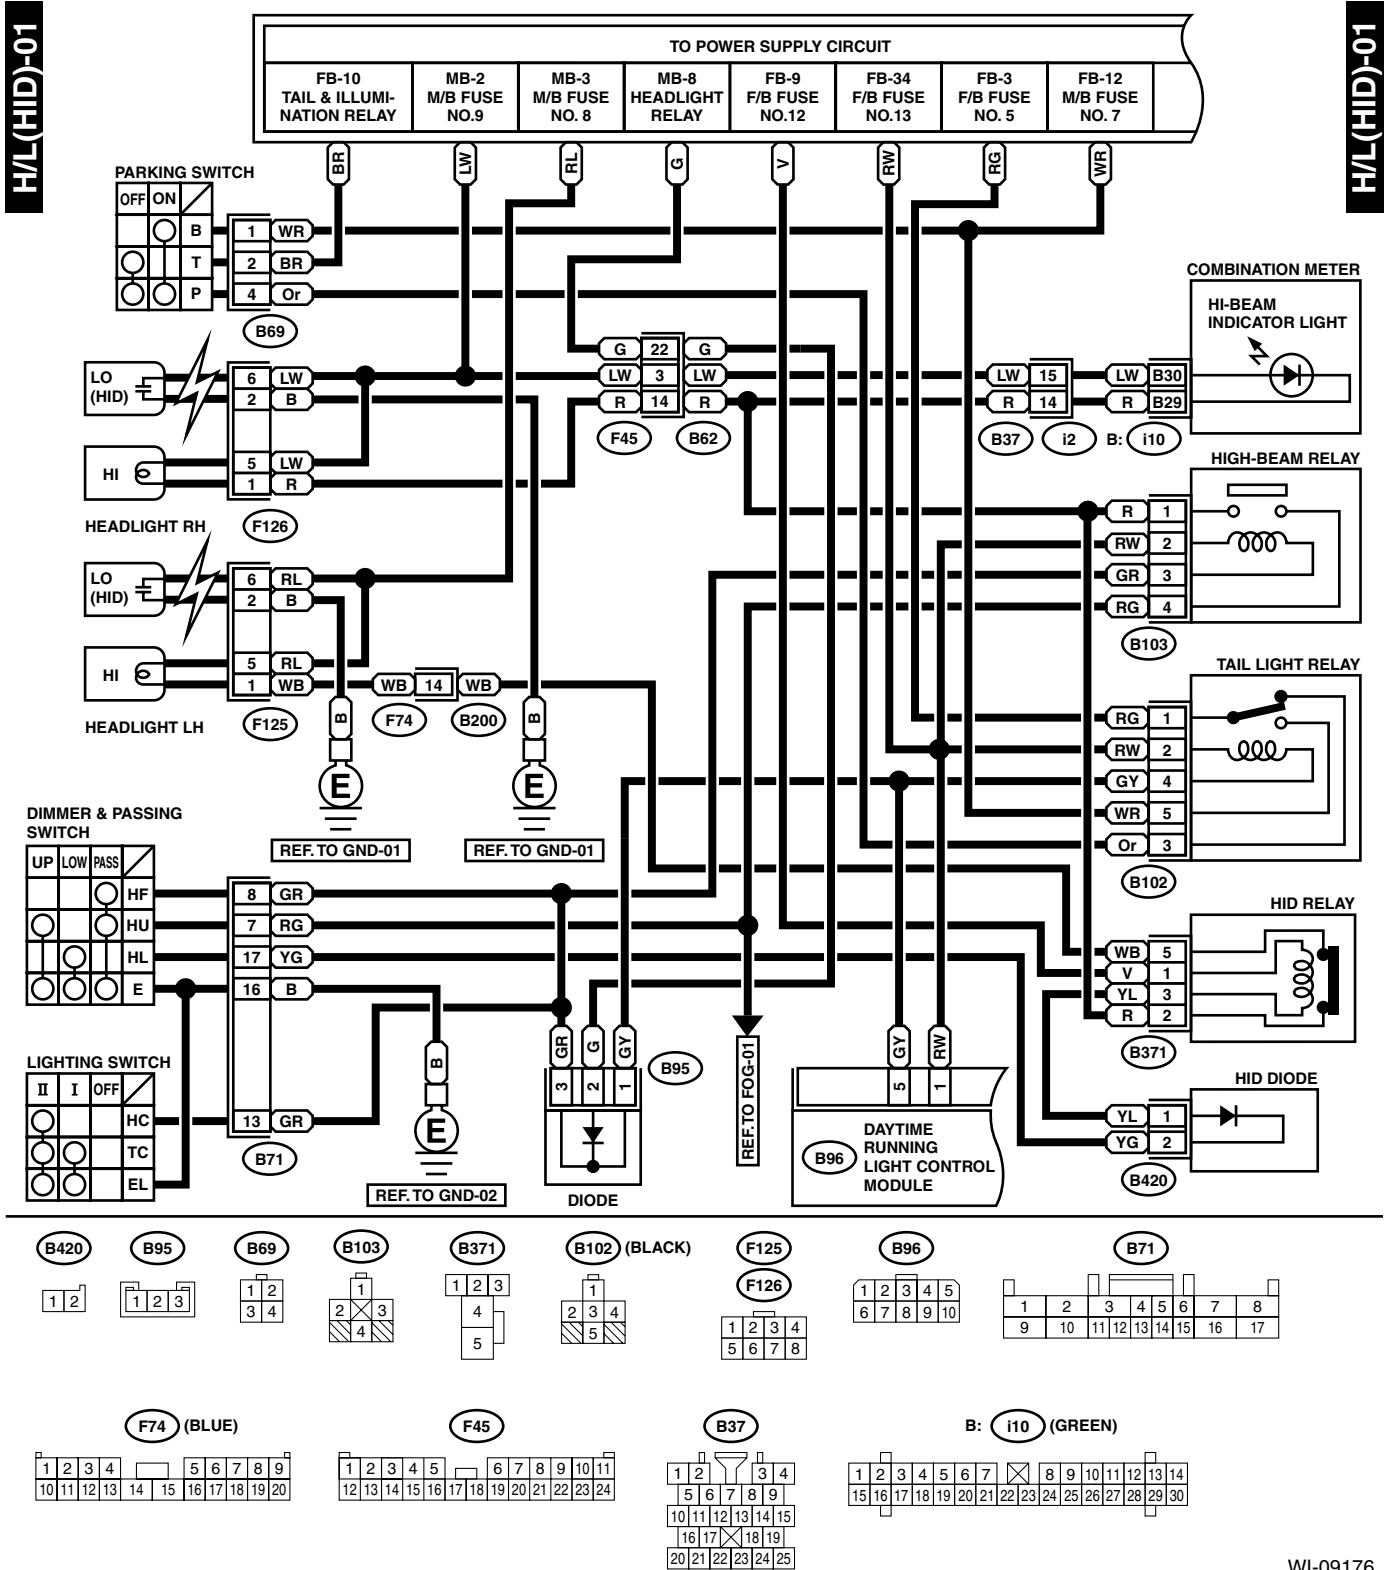 H/L(HID)-01
H/L(HID)-01
TO POWER SUPPLY CIRCUIT
FB-10
TAIL & ILLUMI-
NATION RELAY
MB-2
M/B FUSE
NO.9
MB-3
M/B FUSE
NO. 8
MB-8
HEADLIGHT
RELAY
FB-9
F/B FUSE
NO.12
FB-34
F/B FUSE
NO.13
FB-3
F/B FUSE
NO. 5
FB-12
M/B FUSE
NO. 7
BR
LW
RL
G
V
RW
RG
WR
PARKING SWITCH
OFF ON
B 1 WR
T 2 BR
P 4 Or
B69
LO
(HID)
6 LW
2 B
HI
5 LW
1 R
HEADLIGHT RH
F126
LO
(HID)
6 RL
2 B
HI
5 RL
1 WB
HEADLIGHT LH
F125
WB 14 WB
F74 B200
B
B
E
E
REF. TO GND-01
REF. TO GND-01
G 22 G
LW 3 LW
R 14 R
F45 B62
LW 15 LW B30
R 14 R B29
B37 i2 B: i10
COMBINATION METER
HI-BEAM
INDICATOR LIGHT
HIGH-BEAM RELAY
R 1
RW 2
GR 3
RG 4
B103
TAIL LIGHT RELAY
RG 1
RW 2
GY 4
WR 5
Or 3
B102
HID RELAY
WB 5
V 1
YL 3
R 2
B371
HID DIODE
YL 1
YG 2
B420
DIMMER & PASSING
SWITCH
UP LOW PASS
HF 8 GR
HU 7 RG
HL 17 YG
E 16 B
LIGHTING SWITCH
II I OFF
HC 13 GR
TC
EL
B71
B
E
REF. TO GND-02
GR G GY
3 2 1
B95
DIODE
REF.TO FOG-01
GY RW
5 1
B96
DAYTIME
RUNNING
LIGHT CONTROL
MODULE
B420
1 2
B95
1 2 3
B69
1 2
3 4
B103
1
2 3
4
B371
1 2 3
4
5
B102 (BLACK)
1
2 3 4
5
F125
F126
1 2 3 4
5 6 7 8
B96
1 2 3 4 5
6 7 8 9 10
B71
1 2 3 4 5 6 7 8
9 10 11 12 13 14 15 16 17
F74 (BLUE)
1 2 3 4 5 6 7 8 9
10 11 12 13 14 15 16 17 18 19 20
F45
1 2 3 4 5 6 7 8 9 10 11
12 13 14 15 16 17 18 19 20 21 22 23 24
B37
1 2 3 4
5 6 7 8 9
10 11 12 13 14 15
16 17 18 19
20 21 22 23 24 25
B: i10 (GREEN)
1 2 3 4 5 6 7 8 9 10 11 12 13 14
15 16 17 18 19 20 21 22 23 24 25 26 27 28 29 30
WI-09176